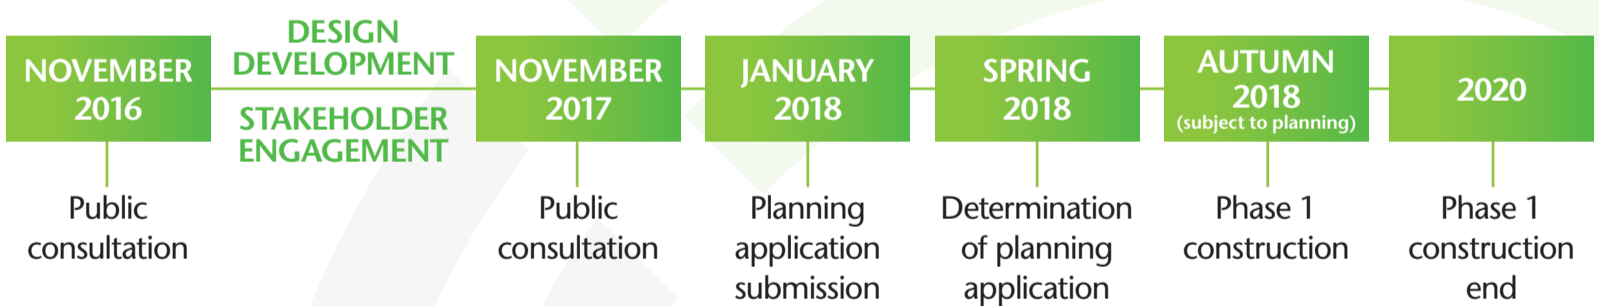 NOVEMBER
2016
Public
consultation
DESIGN
DEVELOPMENT
STAKEHOLDER
ENGAGEMENT
NOVEMBER
2017
Public
consultation
JANUARY
2018
Planning
application
submission
SPRING
2018
Determination
of planning
application
AUTUMN
2018
(subject to planning)
Phase 1
construction
2020
Phase 1
construction
end